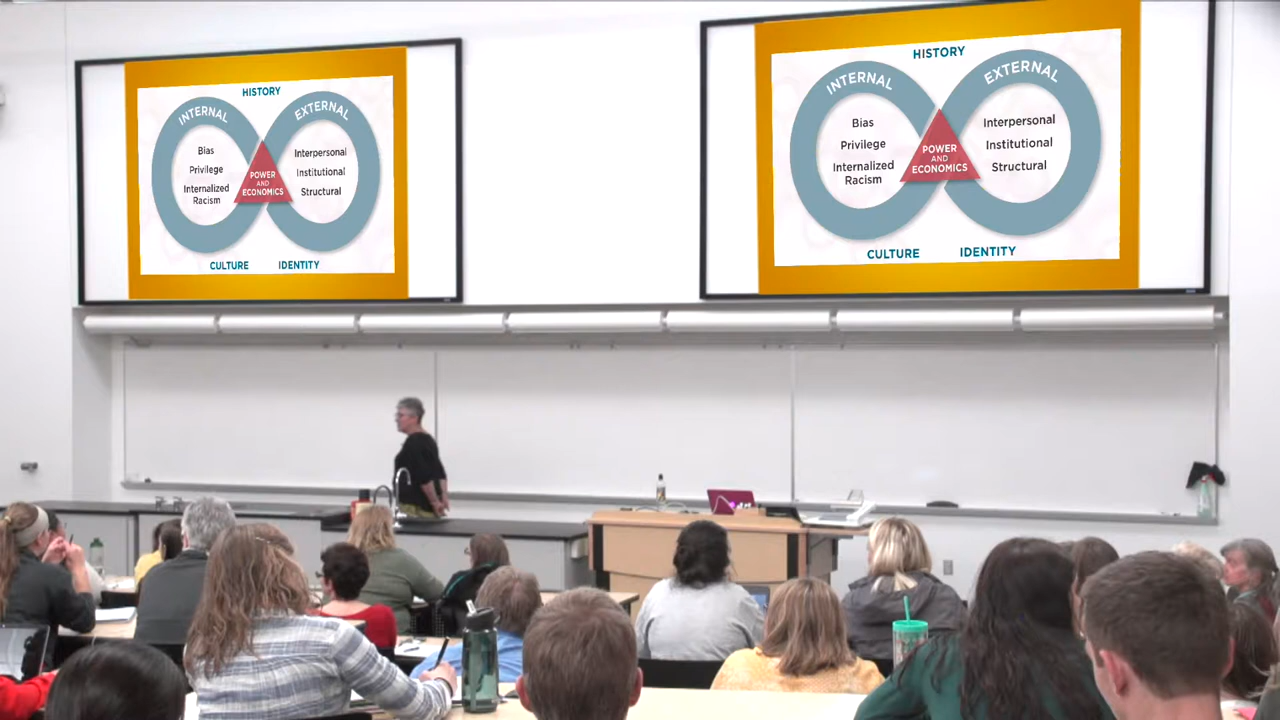 HISTORY
INTERNAL
EXTERNAL
Bias
Privilege
Internalized
Racism
POWER
AND
ECONOMICS
Interpersonal
Institutional
Structural
CULTURE
IDENTITY
HISTORY
INTERNAL
EXTERNAL
Bias
Privilege
Internalized
Racism
POWER
AND
ECONOMICS
Interpersonal
Institutional
Structural
CULTURE
IDENTITY